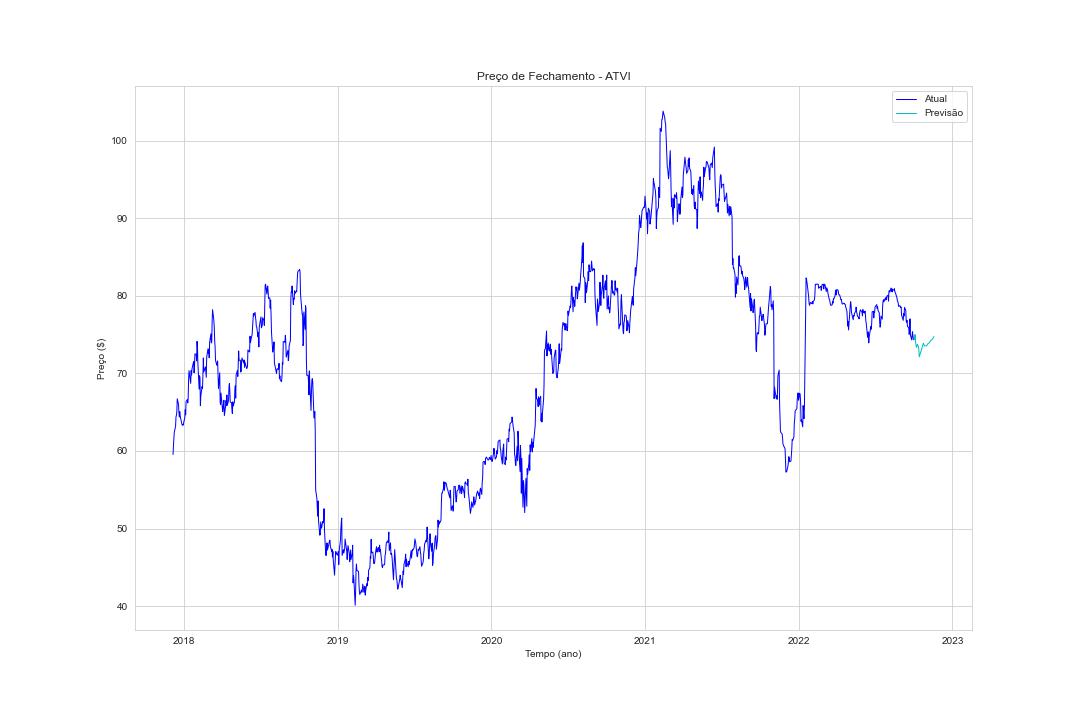 Preço de Fechamento - ATVI
Atual
Previsão
Preço ($)
100
90
80
70
60
50
40
2018
2019
2020
2021
2022
2023
Tempo (ano)